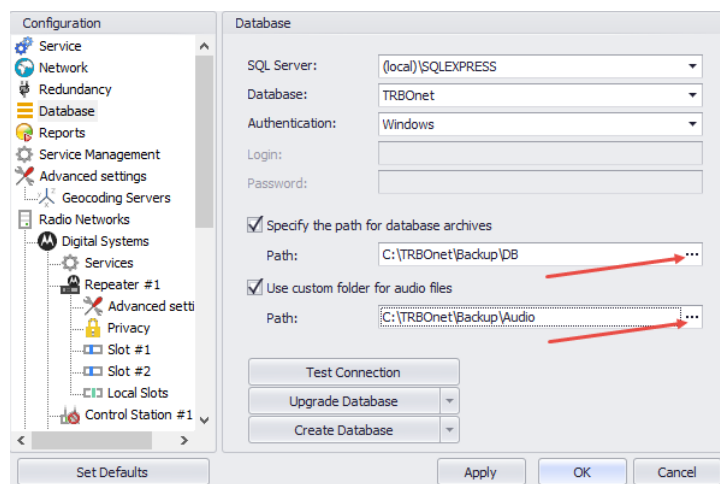 Configuration
Service
Network
Redundancy
Database
Reports
Service Management
Advanced settings
Geocoding Servers
Radio Networks
Digital Systems
Services
Repeater #1
Advanced setti
Privacy
Slot #1
Slot #2
Local Slots
Control Station #1
Database
SQL Server: (local)\SQLEXPRESS
Database: TRBOnet
Authentication: Windows
Login:
Password:
Specify the path for database archives
Path: C:\TRBOnet\Backup\DB ...
Use custom folder for audio files
Path: C:\TRBOnet\Backup\Audio ...
Test Connection
Upgrade Database
Create Database
Set Defaults Apply OK Cancel